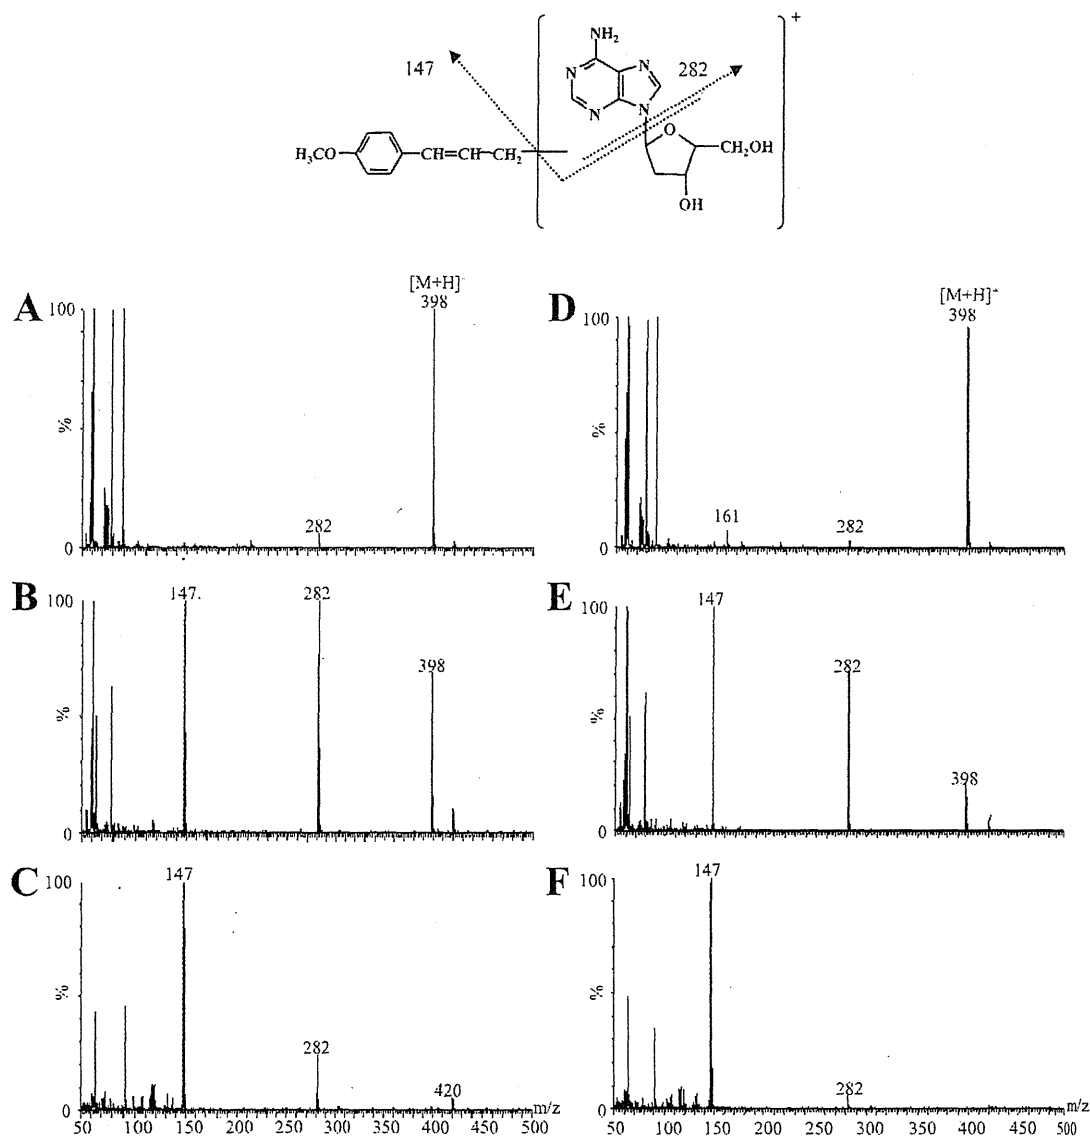 +
NH₂
147
282
N
N
N
N
O
H₃CO
CH=CH-CH₂
CH₂OH
OH
A
[M+H]
398
100
%
282
0
D
[M+H]⁺
398
100
%
161
282
0
B
100
147.
282
398
%
0
E
100
147
282
398
%
0
C
100
147
%
282
420
0
50 100 150 200 250 300 350 400 450 500
m/z
F
100
147
%
282
0
50 100 150 200 250 300 350 400 450 500